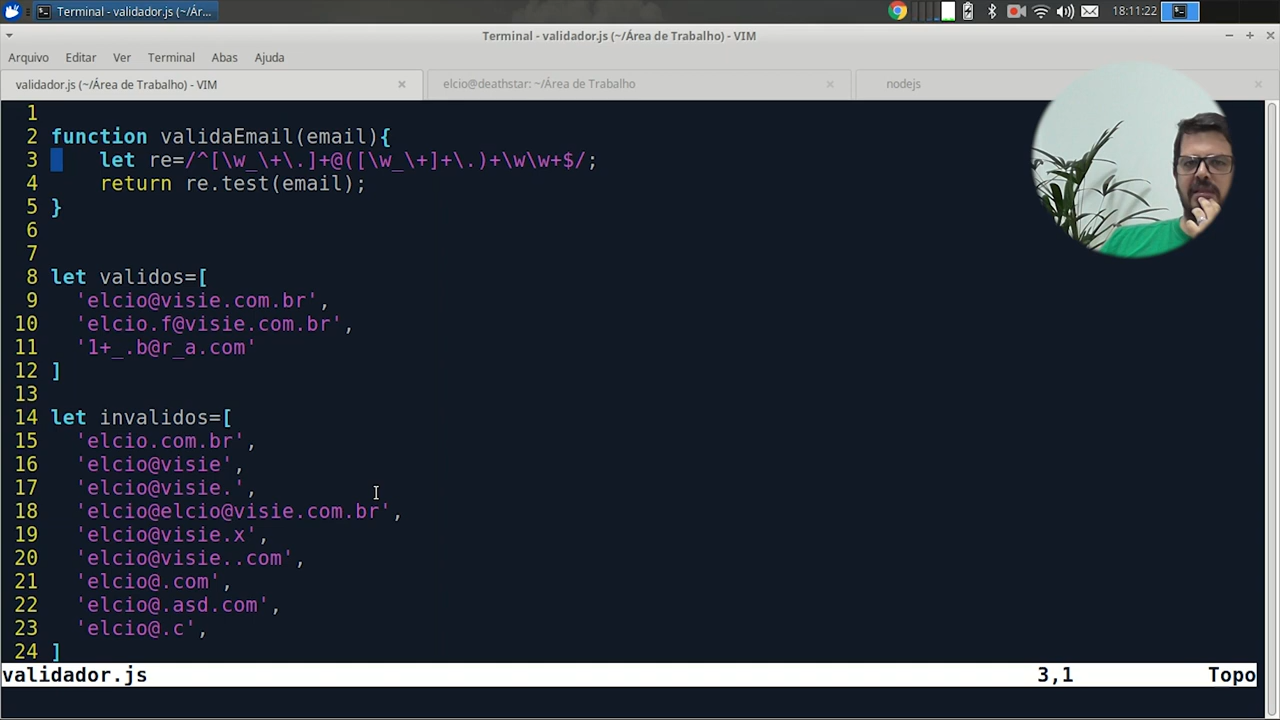 Terminal - validador.js (~/Ár...
18:11:22
Terminal - validador.js (~/Área de Trabalho) - VIM
Arquivo Editar Ver Terminal Abas Ajuda
validador.js (~/Área de Trabalho) - VIM
elcio@deathstar: ~/Área de Trabalho
nodejs
1
2 function validaEmail(email){
3     let re=/^[\w_\+\.]+@([\w_\+]+\.)+\w\w+$/;
4     return re.test(email);
5 }
6
7
8 let validos=[
9   'elcio@visie.com.br',
10   'elcio.f@visie.com.br',
11   '1+_.b@r_a.com'
12 ]
13
14 let invalidos=[
15   'elcio.com.br',
16   'elcio@visie',
17   'elcio@visie.',
18   'elcio@elcio@visie.com.br',
19   'elcio@visie.x',
20   'elcio@visie..com',
21   'elcio@.com',
22   'elcio@.asd.com',
23   'elcio@.c',
24 ]
validador.js 3,1 Topo